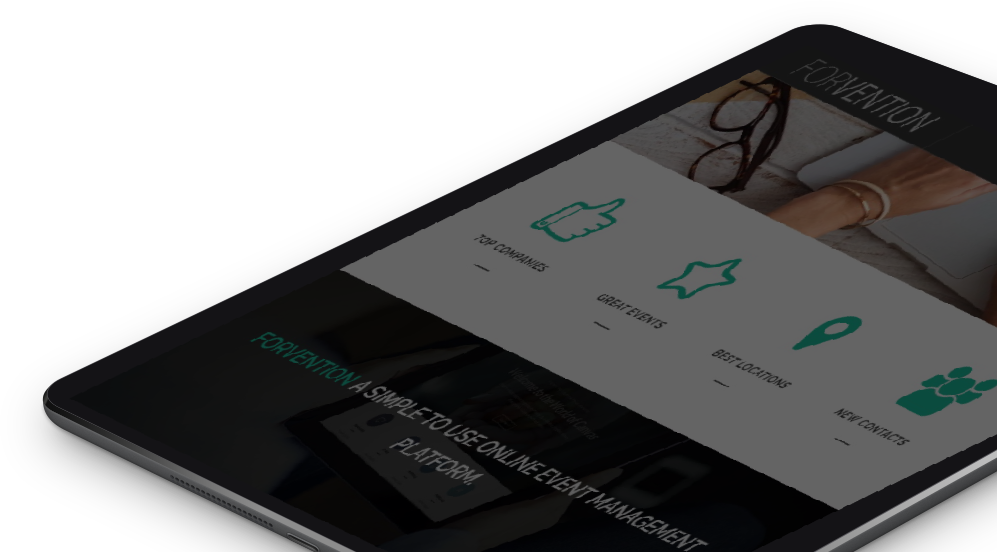 FORVENTION
TOP COMPANIES
GREAT EVENTS
BEST LOCATIONS
NEW CONTACTS
FORVENTION A SIMPLE TO USE ONLINE EVENT MANAGEMENT
PLATFORM.